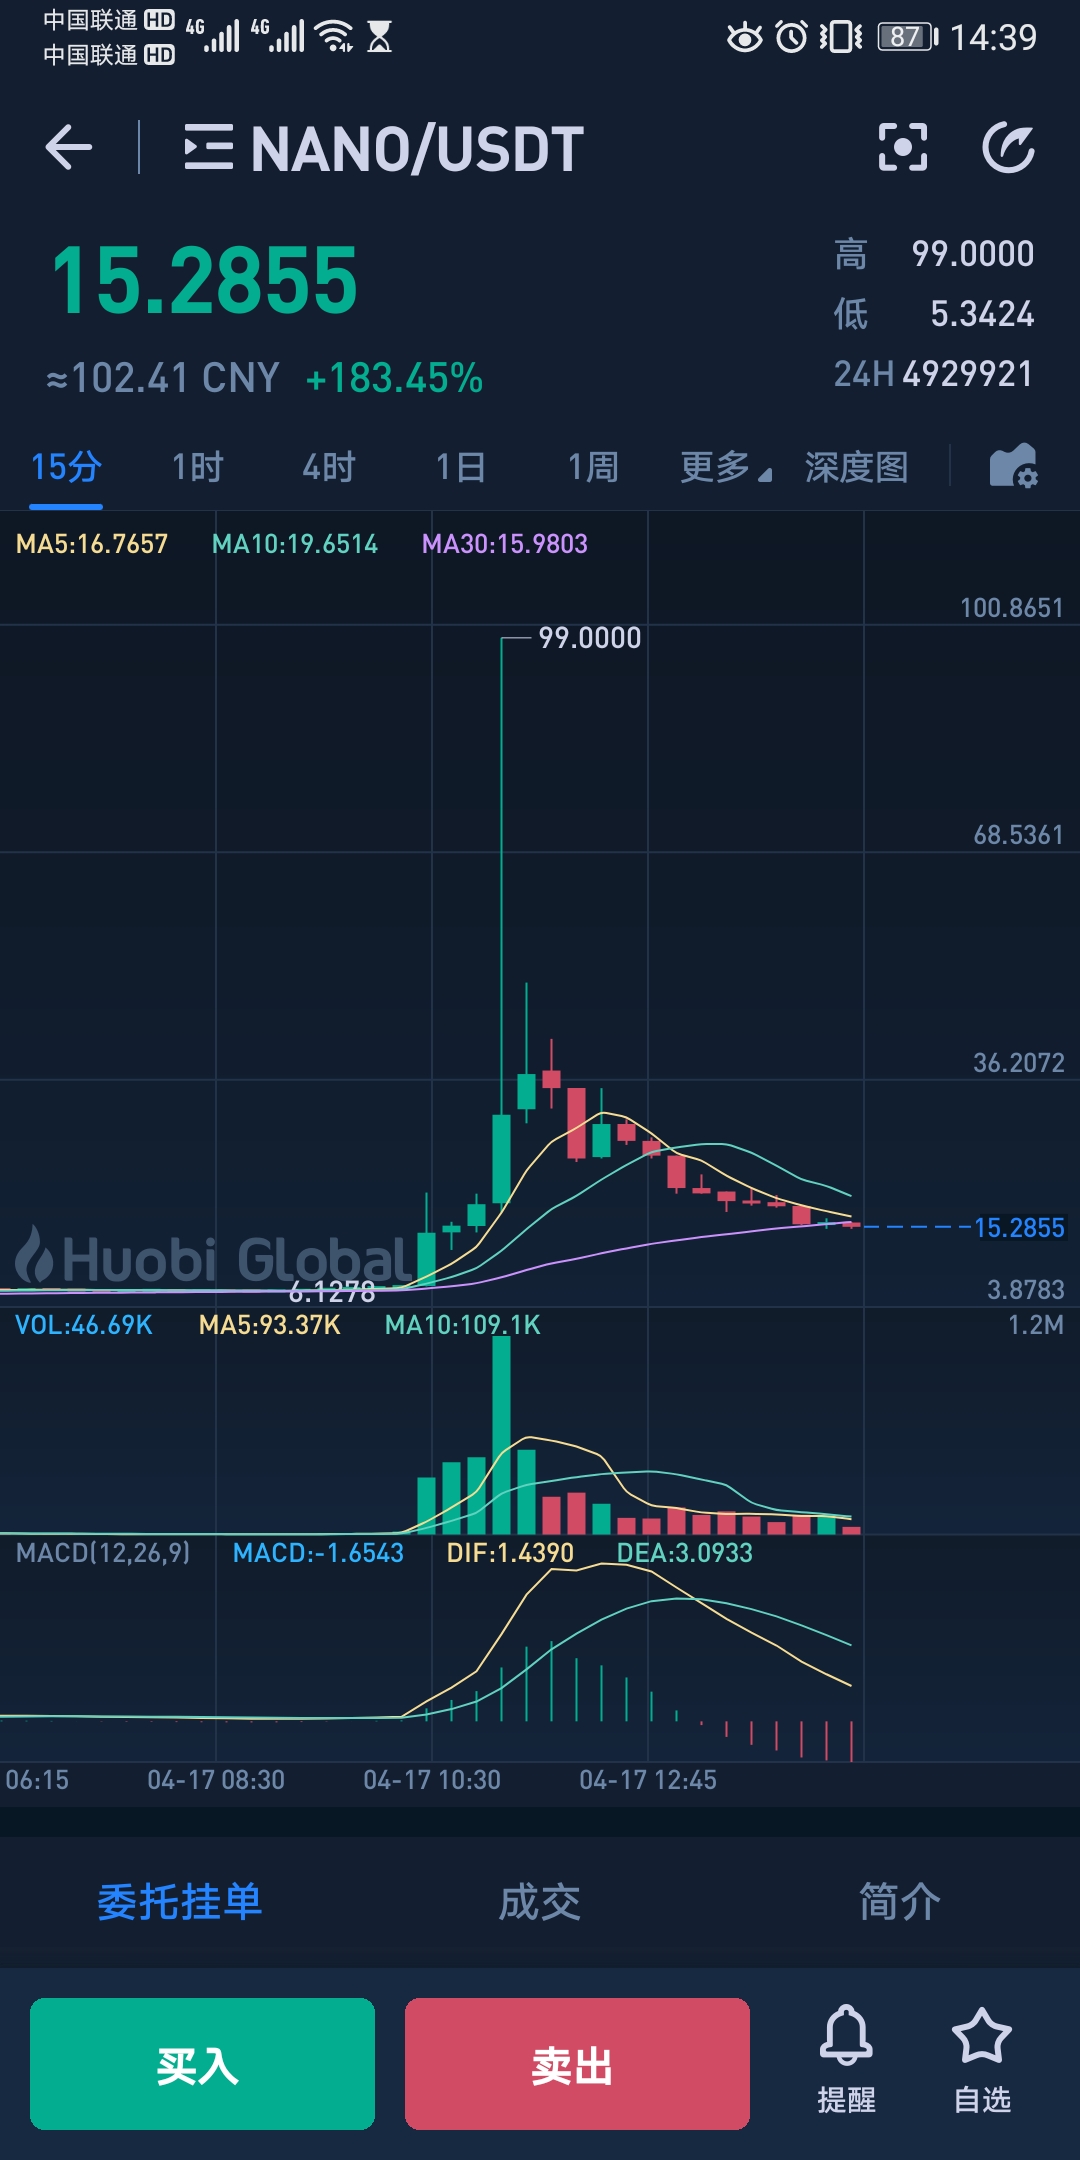 中国联通 HD 4G 4G 87 14:39
中国联通 HD
NANO/USDT
15.2855
≈102.41 CNY +183.45%
高 99.0000
低 5.3424
24H 4929921
15分 1时 4时 1日 1周 更多 深度图
MA5:16.7657 MA10:19.6514 MA30:15.9803
100.8651
99.0000
68.5361
36.2072
15.2855
Huobi Global
6.1278
3.8783
VOL:46.69K MA5:93.37K MA10:109.1K 1.2M
MACD(12,26,9) MACD:-1.6543 DIF:1.4390 DEA:3.0933
06:15 04-17 08:30 04-17 10:30 04-17 12:45
委托挂单 成交 简介
买入 卖出 提醒 自选